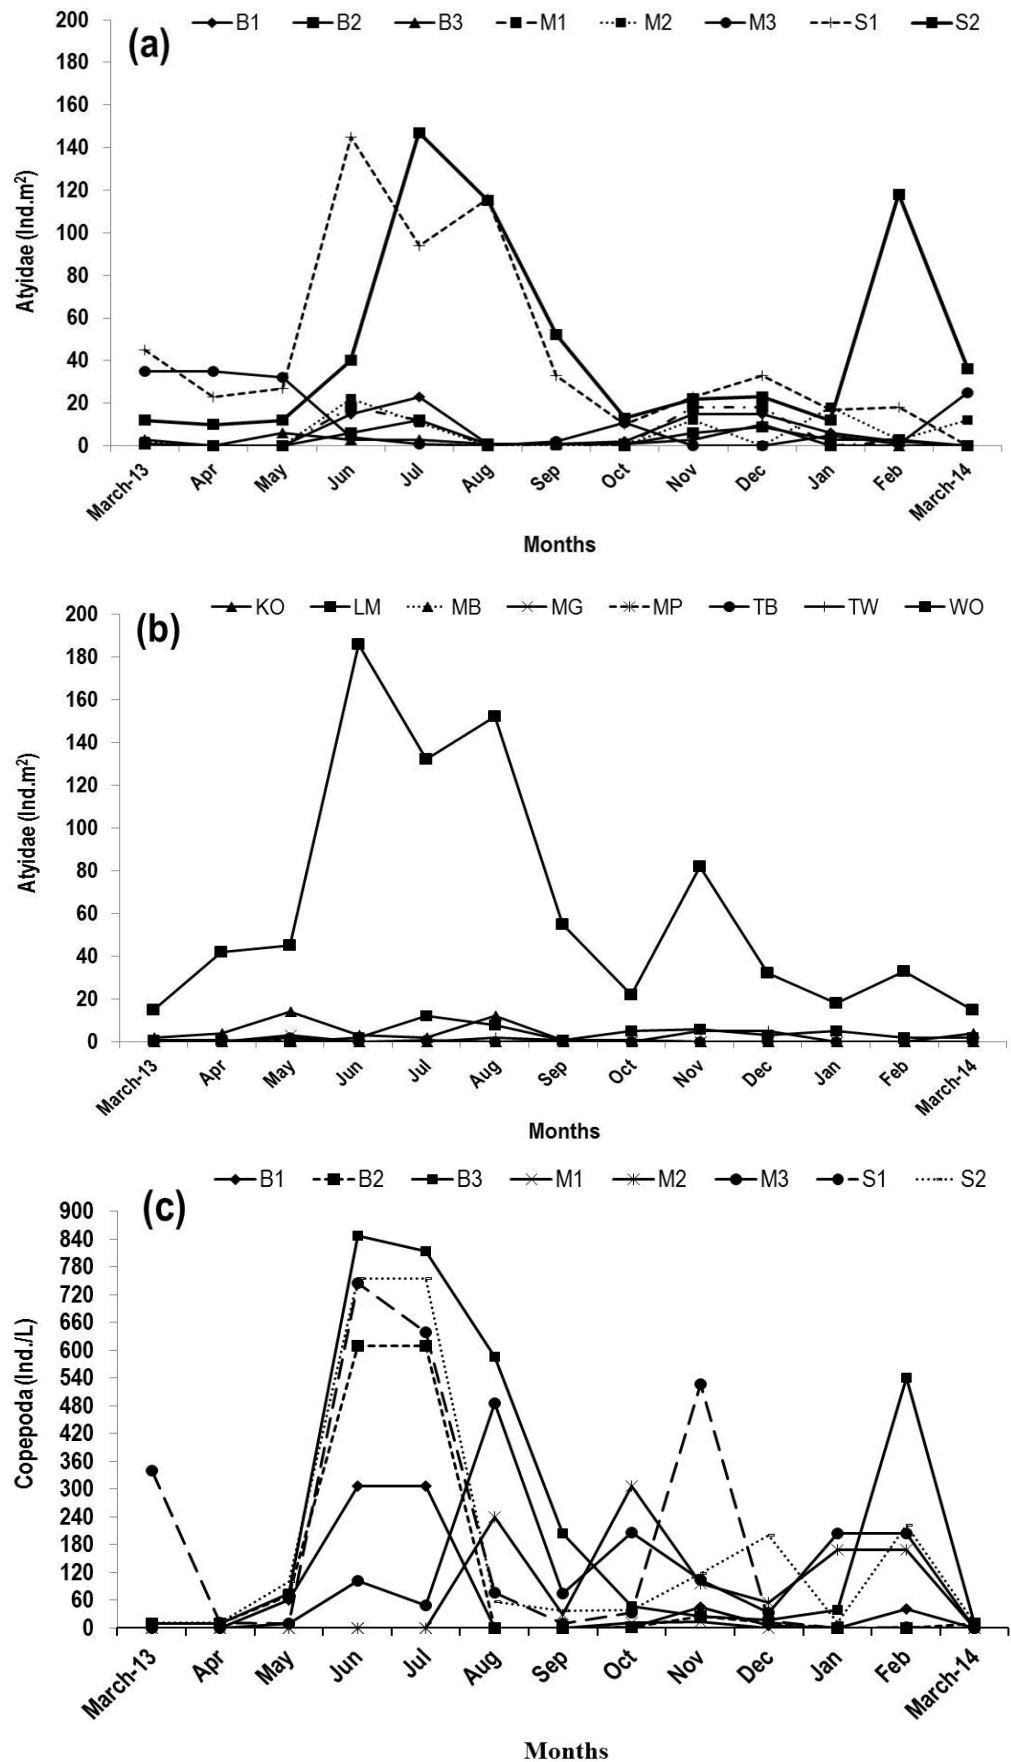 (a)
B1 B2 B3 M1 M2 M3 S1 S2
200
180
160
140
120
100
80
60
40
20
0
Atyidae (Ind.m²)
March-13 Apr May Jun Jul Aug Sep Oct Nov Dec Jan Feb March-14
Months
(b)
KO LM MB MG MP TB TW WO
200
180
160
140
120
100
80
60
40
20
0
Atyidae (Ind.m²)
March-13 Apr May Jun Jul Aug Sep Oct Nov Dec Jan Feb March-14
Months
(c)
B1 B2 B3 M1 M2 M3 S1 S2
900
840
780
720
660
600
540
480
420
360
300
240
180
120
60
0
Copepoda (Ind./L)
March-13 Apr May Jun Jul Aug Sep Oct Nov Dec Jan Feb March-14
Months